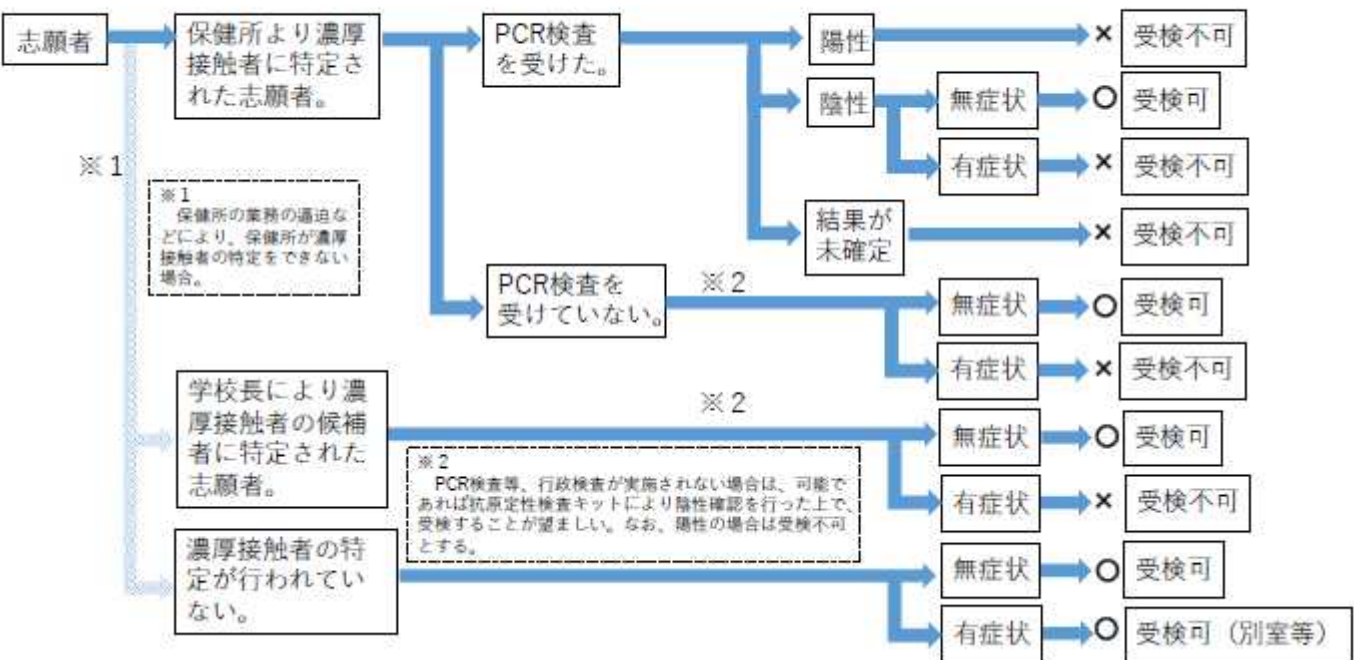 志願者
保健所より濃厚
接触者に特定さ
れた志願者。
PCR検査
を受けた。
陽性
×
受検不可
陰性
無症状
○
受検可
有症状
×
受検不可
結果が
未確定
×
受検不可
※1
※1
保健所の業務の逼迫な
どにより、保健所が濃厚
接触者の特定をできない
場合。
PCR検査を
受けていない。
※2
無症状
○
受検可
有症状
×
受検不可
学校長により濃
厚接触者の候補
者に特定された
志願者。
※2
無症状
○
受検可
有症状
×
受検不可
※2
PCR検査等、行政検査が実施されない場合は、可能で
あれば抗原定性検査キットにより陰性確認を行った上で、
受検することが望ましい。なお、陽性の場合は受検不可
とする。
濃厚接触者の特
定が行われてい
ない。
無症状
○
受検可
有症状
○
受検可（別室等）